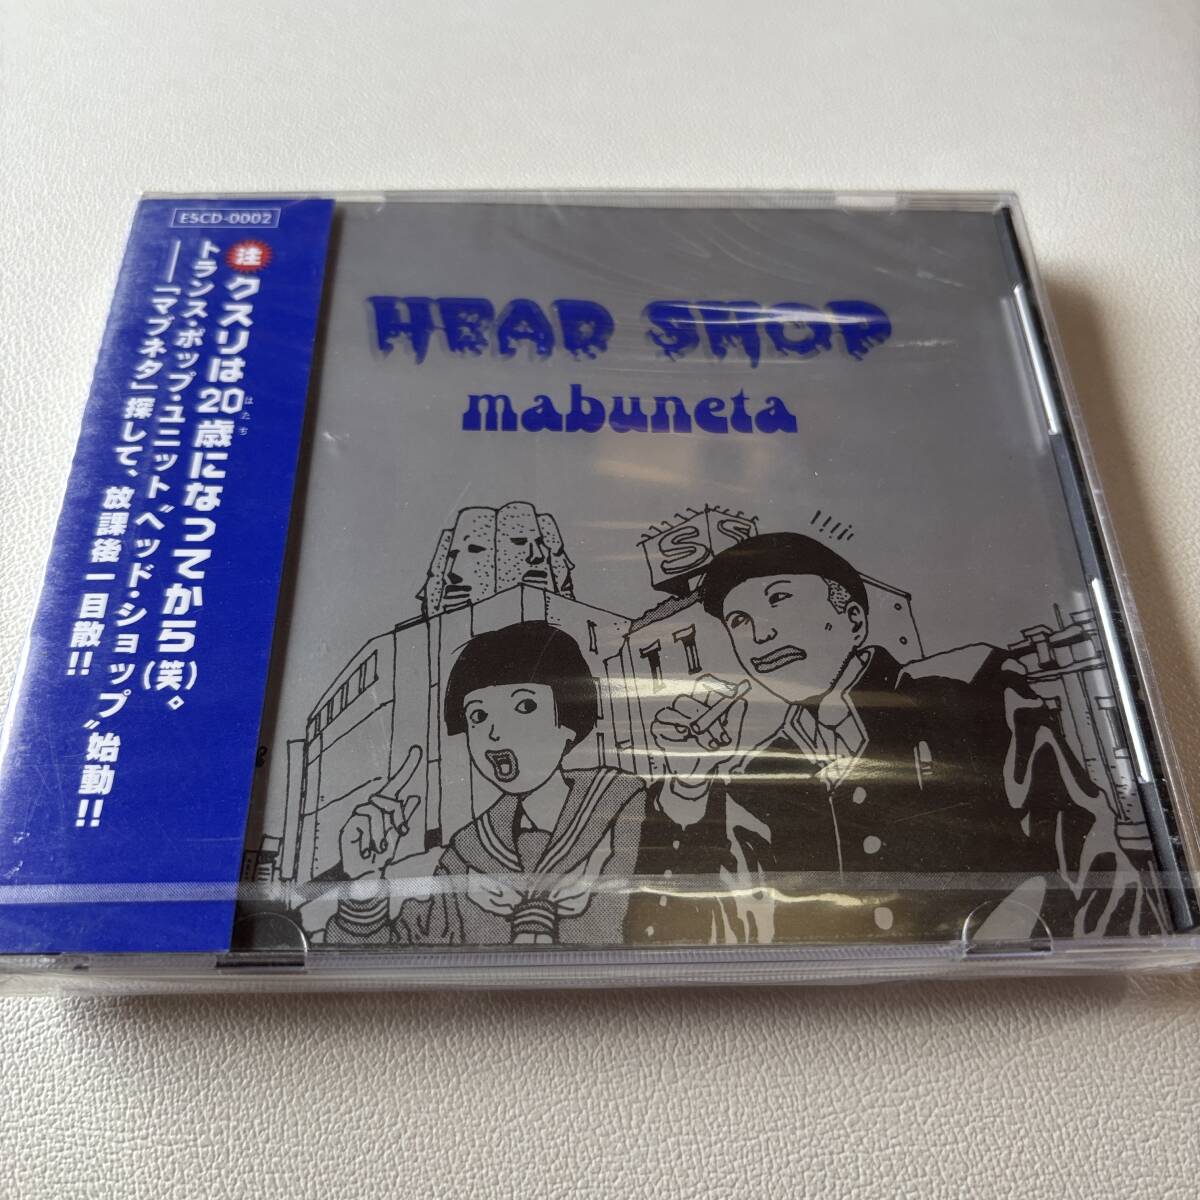 ESCD-0002
注 クスリは20歳になってから(笑)。
はたち
トランス・ポップ・ユニット〝ヘッド・ショップ〟始動!!
――「マブネタ」探して、放課後一目散!!
HEAD SHOP
mabuneta
SS